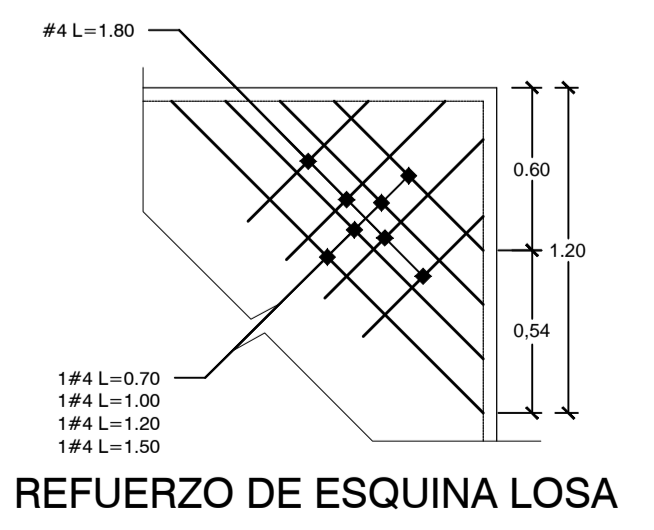 #4 L=1.80
0.60
1.20
0,54
1#4 L=0.70
1#4 L=1.00
1#4 L=1.20
1#4 L=1.50
REFUERZO DE ESQUINA LOSA